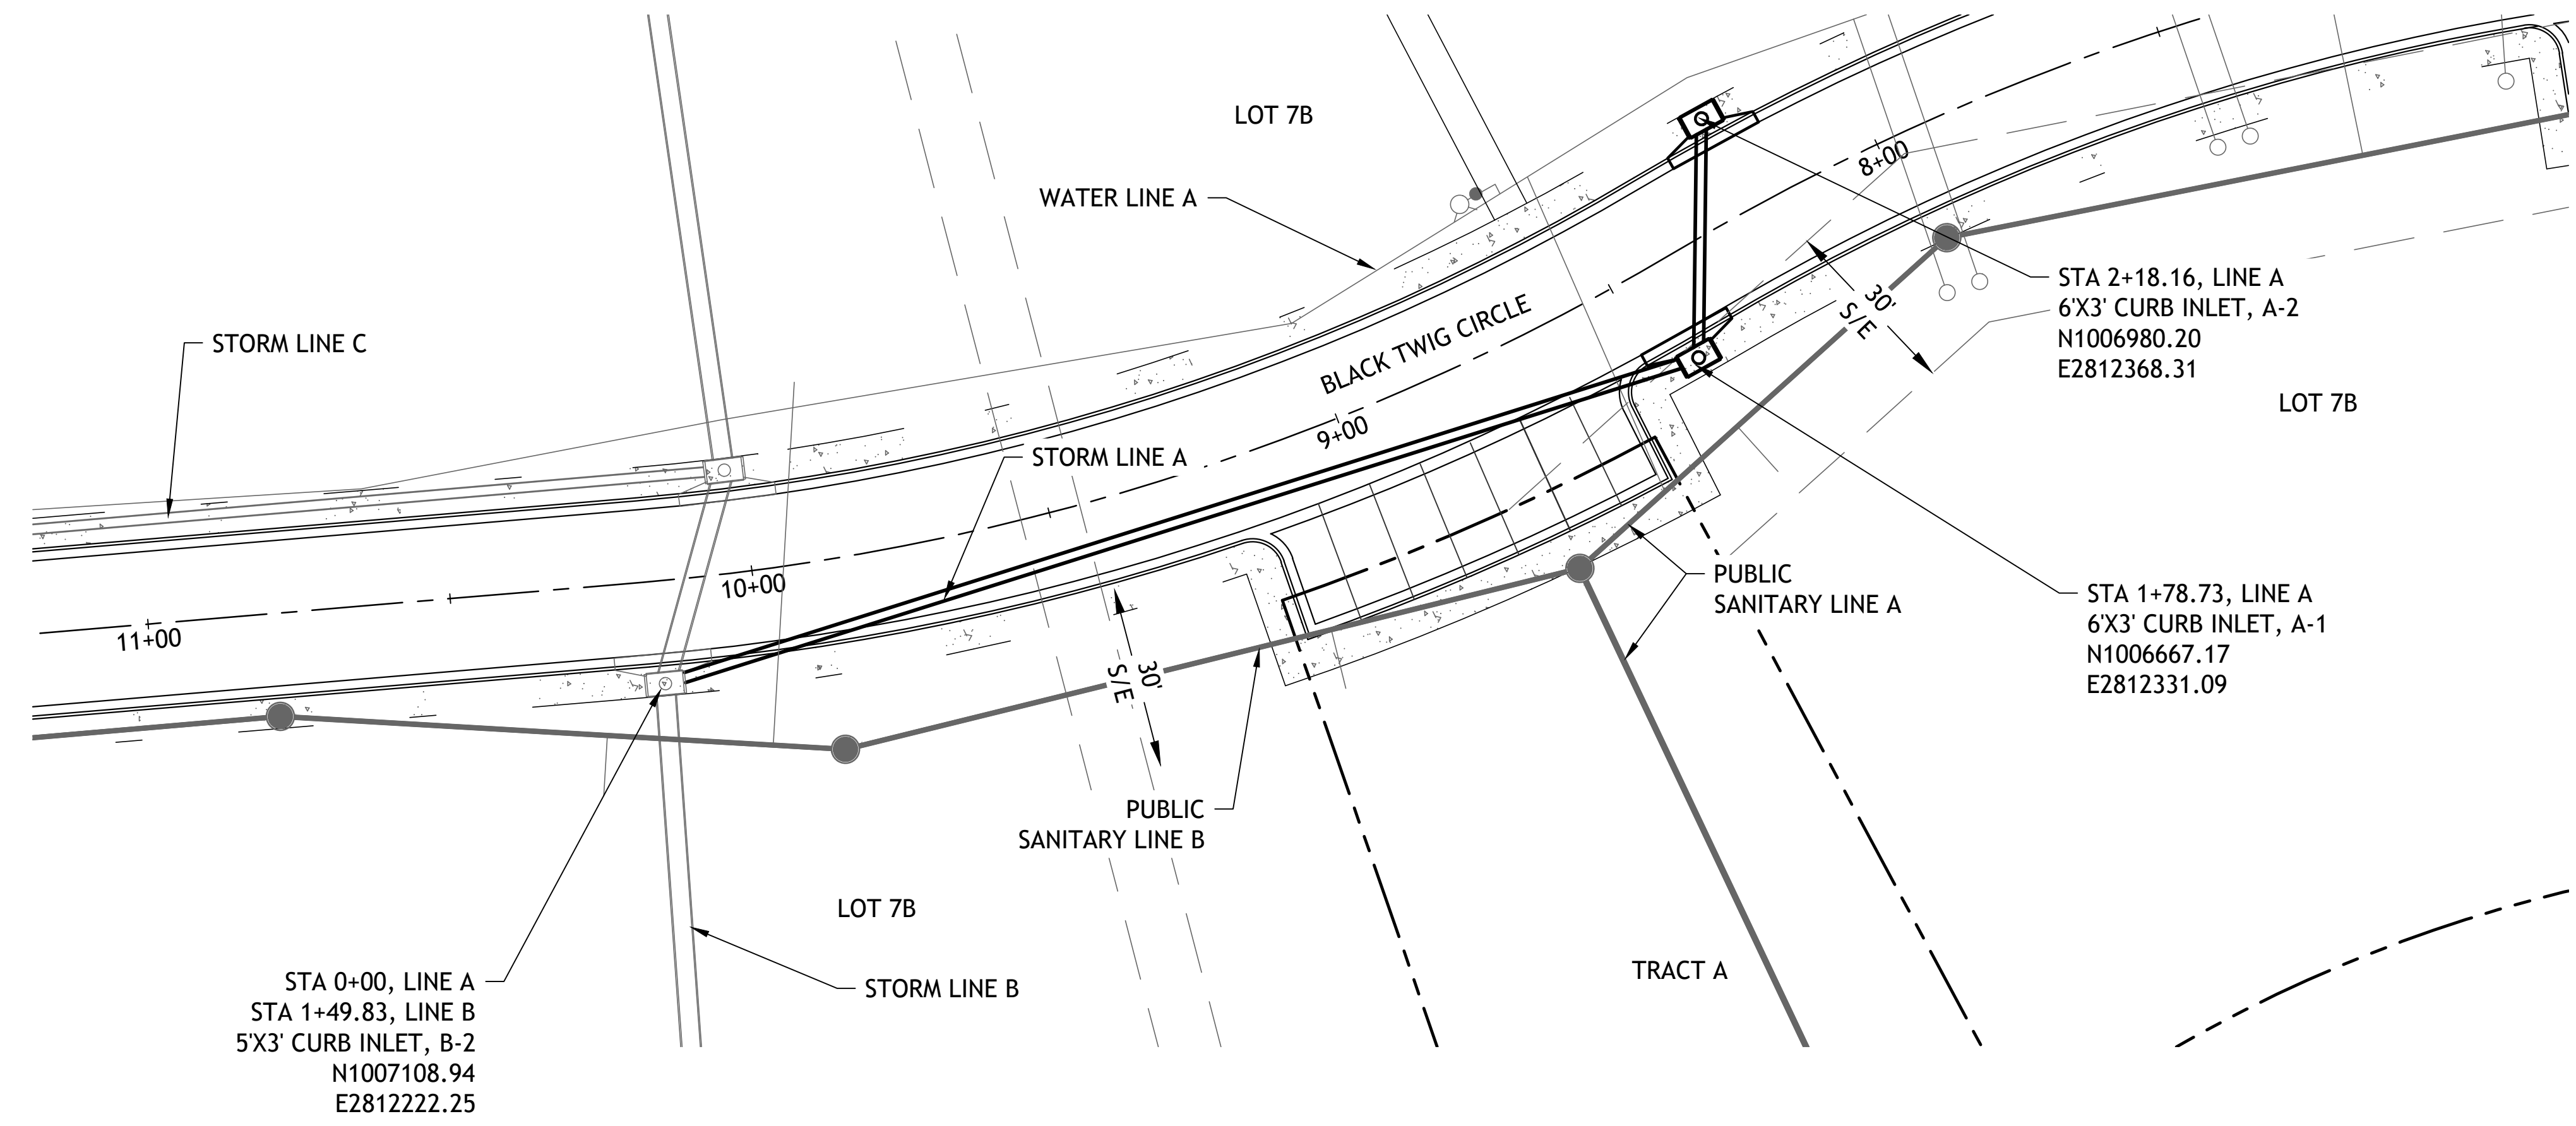 LOT 7B
8+00
WATER LINE A
30'
S/E
STA 2+18.16, LINE A
6'X3' CURB INLET, A-2
N1006980.20
E2812368.31
STORM LINE C
BLACK TWIG CIRCLE
LOT 7B
9+00
STORM LINE A
10+00
PUBLIC
SANITARY LINE A
STA 1+78.73, LINE A
6'X3' CURB INLET, A-1
N1006667.17
E2812331.09
11+00
30'
S/E
PUBLIC
SANITARY LINE B
LOT 7B
TRACT A
STORM LINE B
STA 0+00, LINE A
STA 1+49.83, LINE B
5'X3' CURB INLET, B-2
N1007108.94
E2812222.25